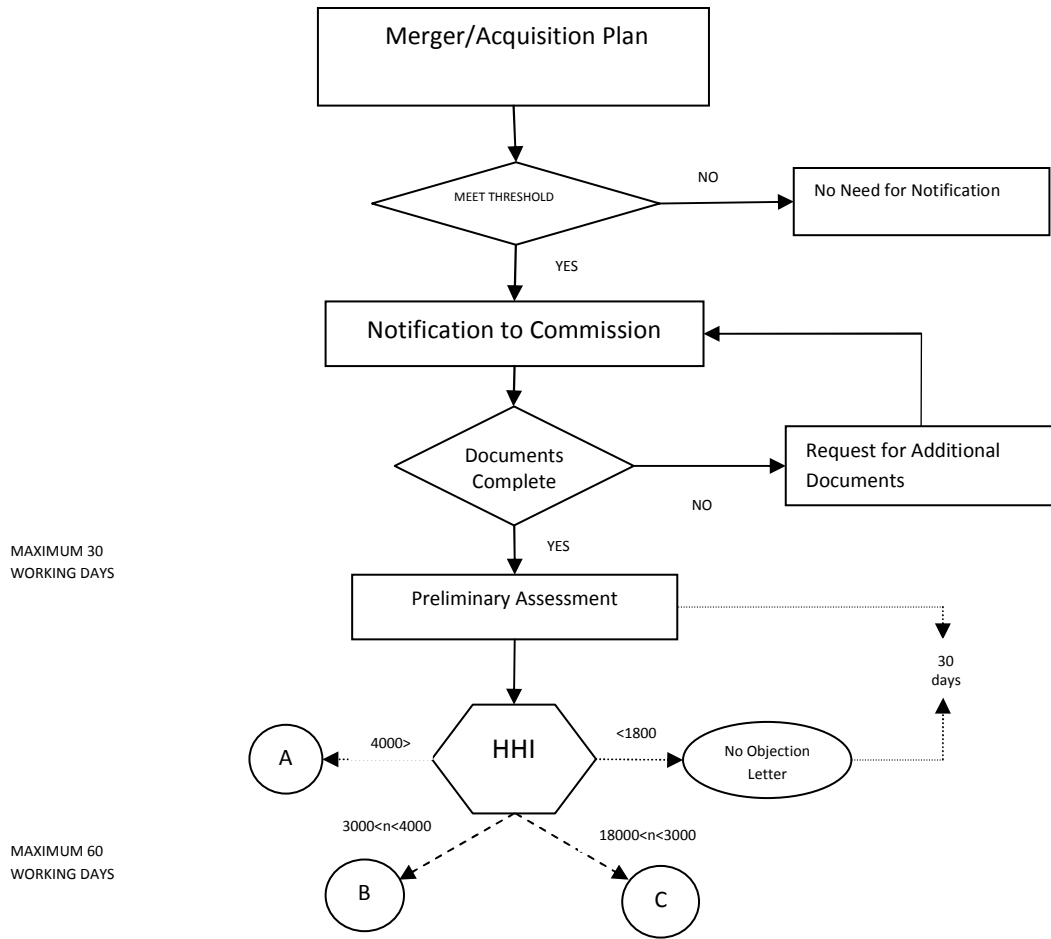 Merger/Acquisition Plan
MEET THRESHOLD
NO
No Need for Notification
YES
Notification to Commission
Documents
Complete
NO
Request for Additional
Documents
YES
MAXIMUM 30
WORKING DAYS
Preliminary Assessment
30
days
A
4000>
HHI
<1800
No Objection
Letter
3000<n<4000
18000<n<3000
MAXIMUM 60
WORKING DAYS
B
C